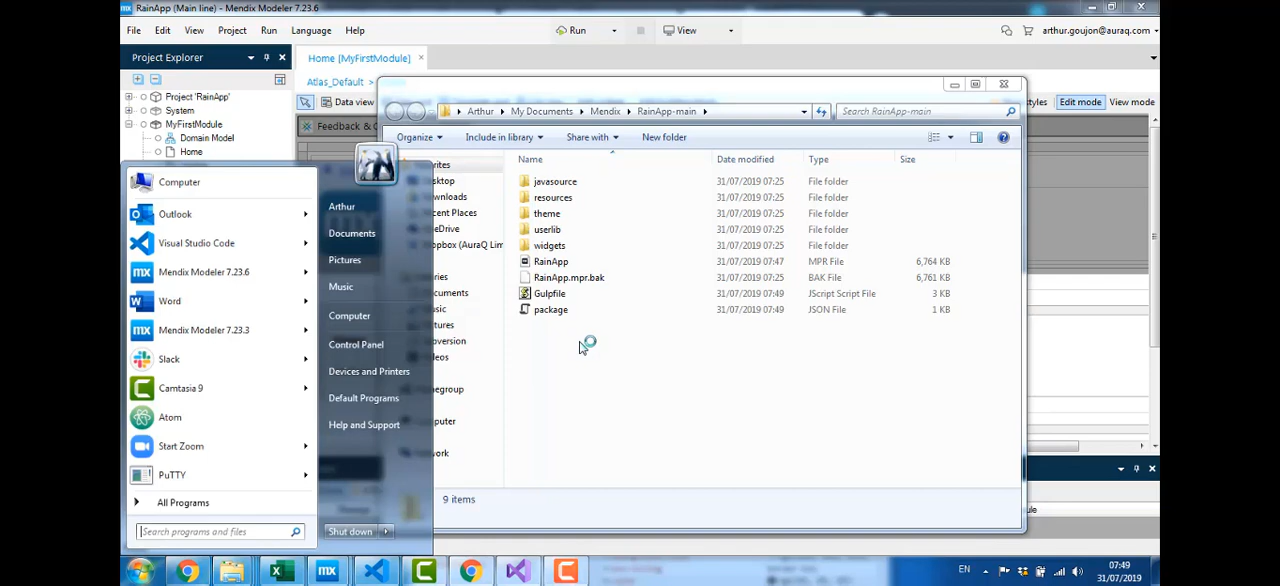 RainApp (Main line) - Mendix Modeler 7.23.6
File Edit View Project Run Language Help
Run View arthur.goujon@auraq.com
Project Explorer
Home [MyFirstModule]
Atlas_Default >
Data view
Feedback &
Project 'RainApp'
System
MyFirstModule
Domain Model
Home
Edit mode View mode
Arthur My Documents Mendix RainApp-main
Search RainApp-main
Organize Include in library Share with New folder
Name Date modified Type Size
javasource 31/07/2019 07:25 File folder
resources 31/07/2019 07:25 File folder
theme 31/07/2019 07:25 File folder
userlib 31/07/2019 07:25 File folder
widgets 31/07/2019 07:25 File folder
RainApp 31/07/2019 07:47 MPR File 6,764 KB
RainApp.mpr.bak 31/07/2019 07:25 BAK File 6,761 KB
Gulpfile 31/07/2019 07:49 JScript Script File 3 KB
package 31/07/2019 07:49 JSON File 1 KB
9 items
Computer
Outlook
Visual Studio Code
Mendix Modeler 7.23.6
Word
Mendix Modeler 7.23.3
Slack
Camtasia 9
Atom
Start Zoom
PuTTY
All Programs
Search programs and files
Arthur
Documents
Pictures
Music
Computer
Control Panel
Devices and Printers
Default Programs
Help and Support
Shut down
EN
07:49
31/07/2019